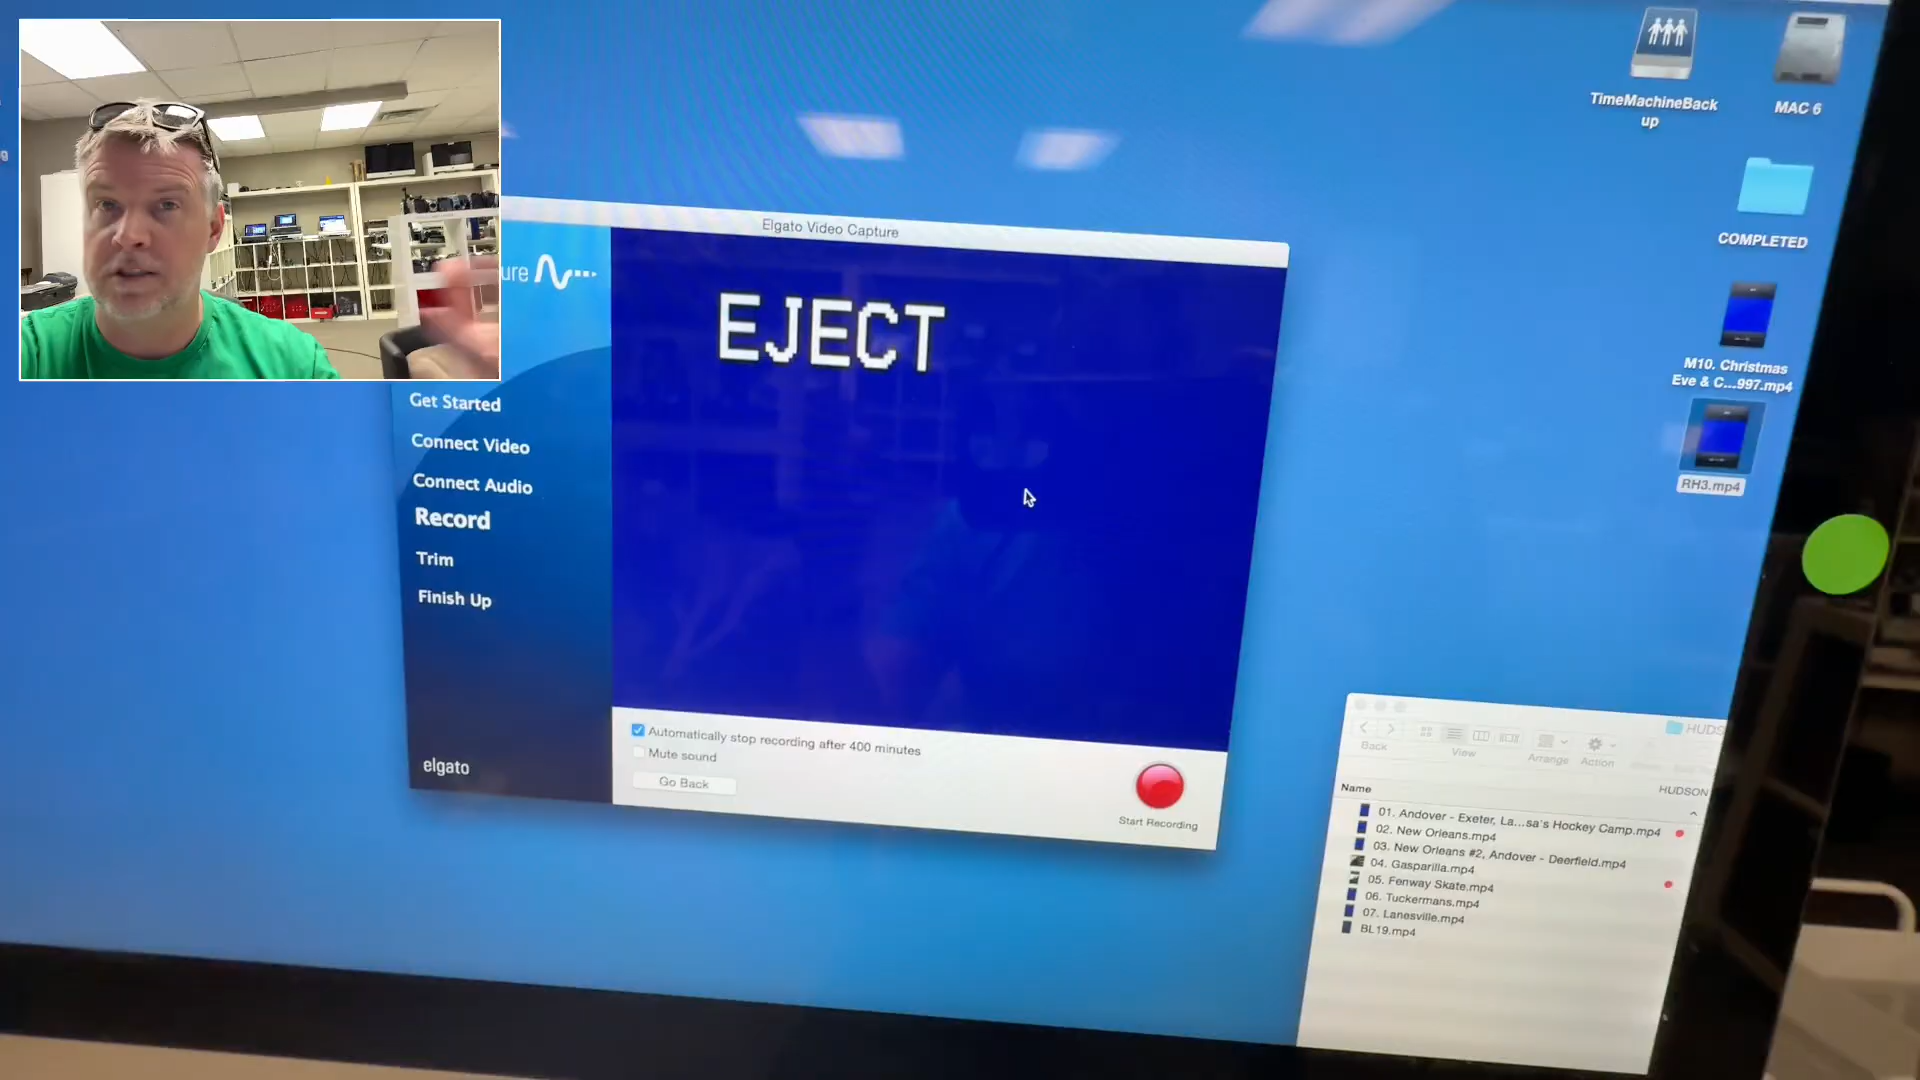 TimeMachineBack
up
MAC 6
COMPLETED
M10. Christmas
Eve & C...997.mp4
RH3.mp4
Elgato Video Capture
ure
EJECT
Get Started
Connect Video
Connect Audio
Record
Trim
Finish Up
elgato
Automatically stop recording after 400 minutes
Mute sound
Go Back
Start Recording
HUDS
Back
View
Arrange
Action
Name
HUDSON
01. Andover - Exeter, La...sa's Hockey Camp.mp4
02. New Orleans.mp4
03. New Orleans #2, Andover - Deerfield.mp4
04. Gasparilla.mp4
05. Fenway Skate.mp4
06. Tuckermans.mp4
07. Lanesville.mp4
BL19.mp4